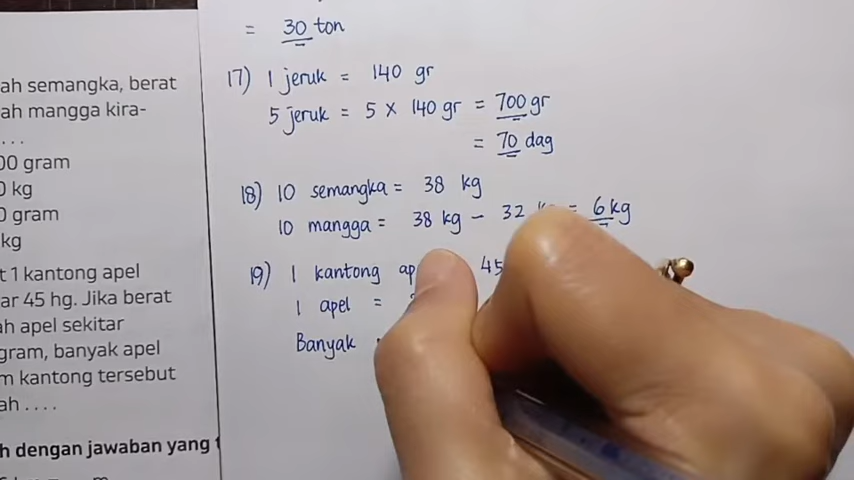 ah semangka, berat
ah mangga kira-
....
00 gram
0 kg
0 gram
kg
t 1 kantong apel
ar 45 hg. Jika berat
ah apel sekitar
gram, banyak apel
m kantong tersebut
ah ....
h dengan jawaban yang
= 30 ton
17) 1 jeruk = 140 gr
5 jeruk = 5 x 140 gr = 700 gr
= 70 dag
18) 10 semangka = 38 kg
10 mangga = 38 kg - 32 kg = 6 kg
19) 1 kantong ap 45
1 apel =
Banyak